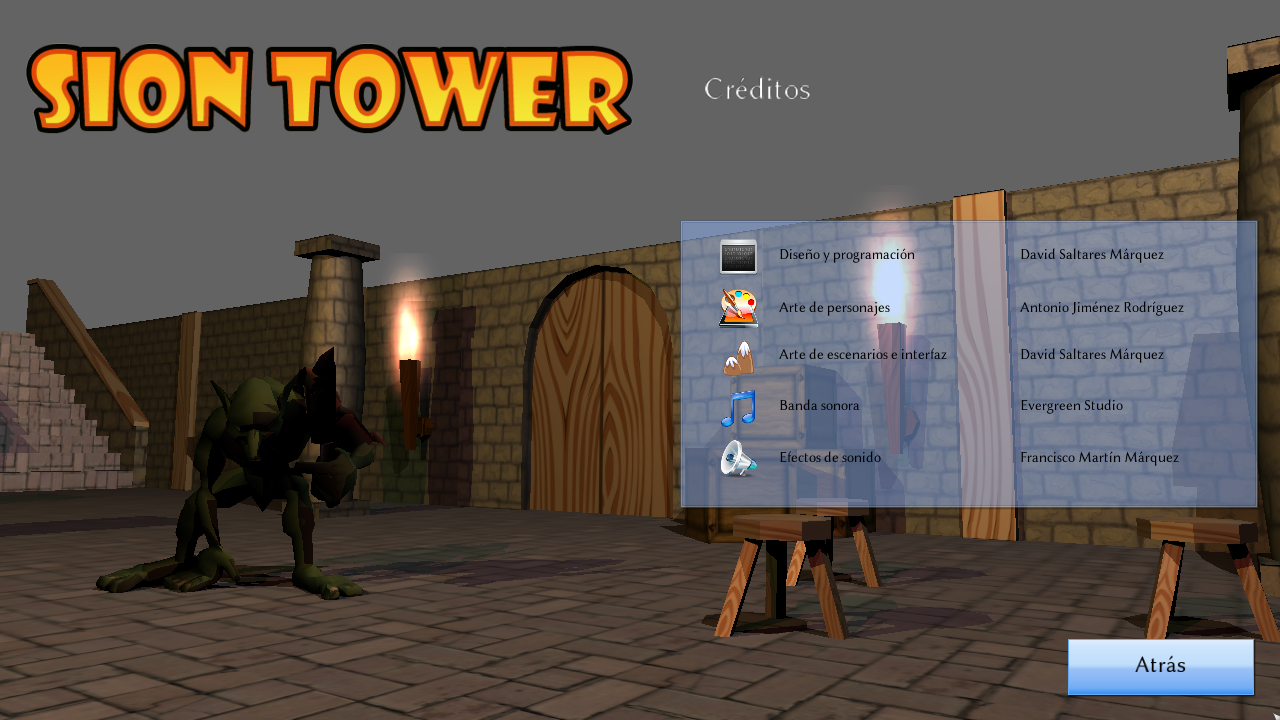 SION TOWER
Créditos
Diseño y programación David Saltares Márquez
Arte de personajes Antonio Jiménez Rodríguez
Arte de escenarios e interfaz David Saltares Márquez
Banda sonora Evergreen Studio
Efectos de sonido Francisco Martín Márquez
Atrás